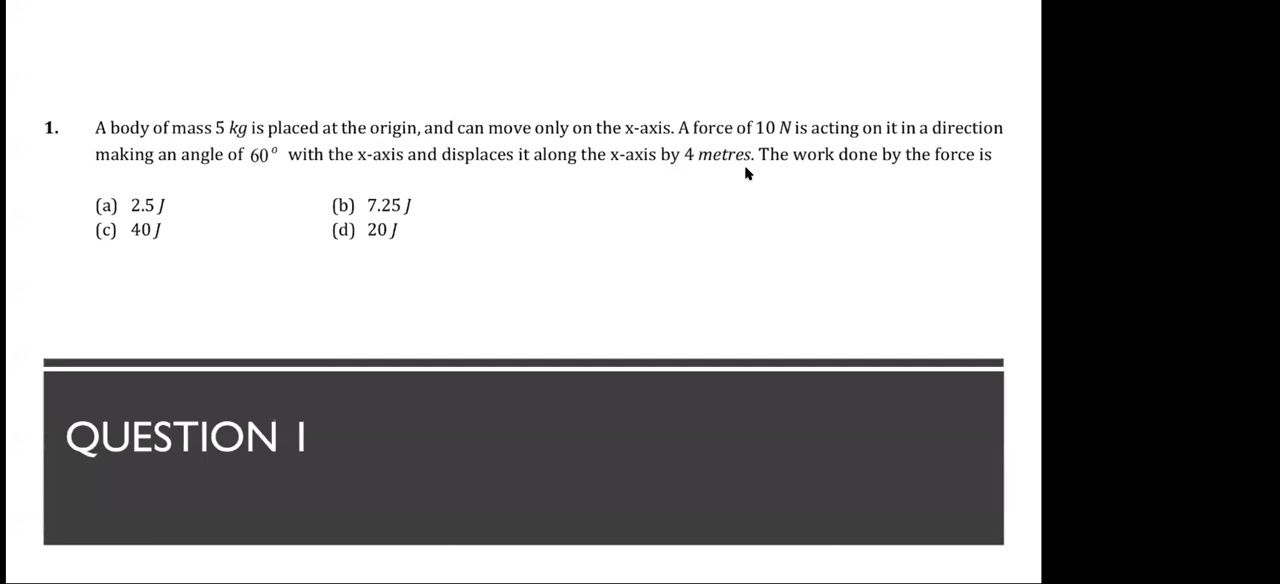 1. A body of mass 5 kg is placed at the origin, and can move only on the x-axis. A force of 10 N is acting on it in a direction
making an angle of 60° with the x-axis and displaces it along the x-axis by 4 metres. The work done by the force is
(a) 2.5 J (b) 7.25 J
(c) 40 J (d) 20 J
QUESTION 1